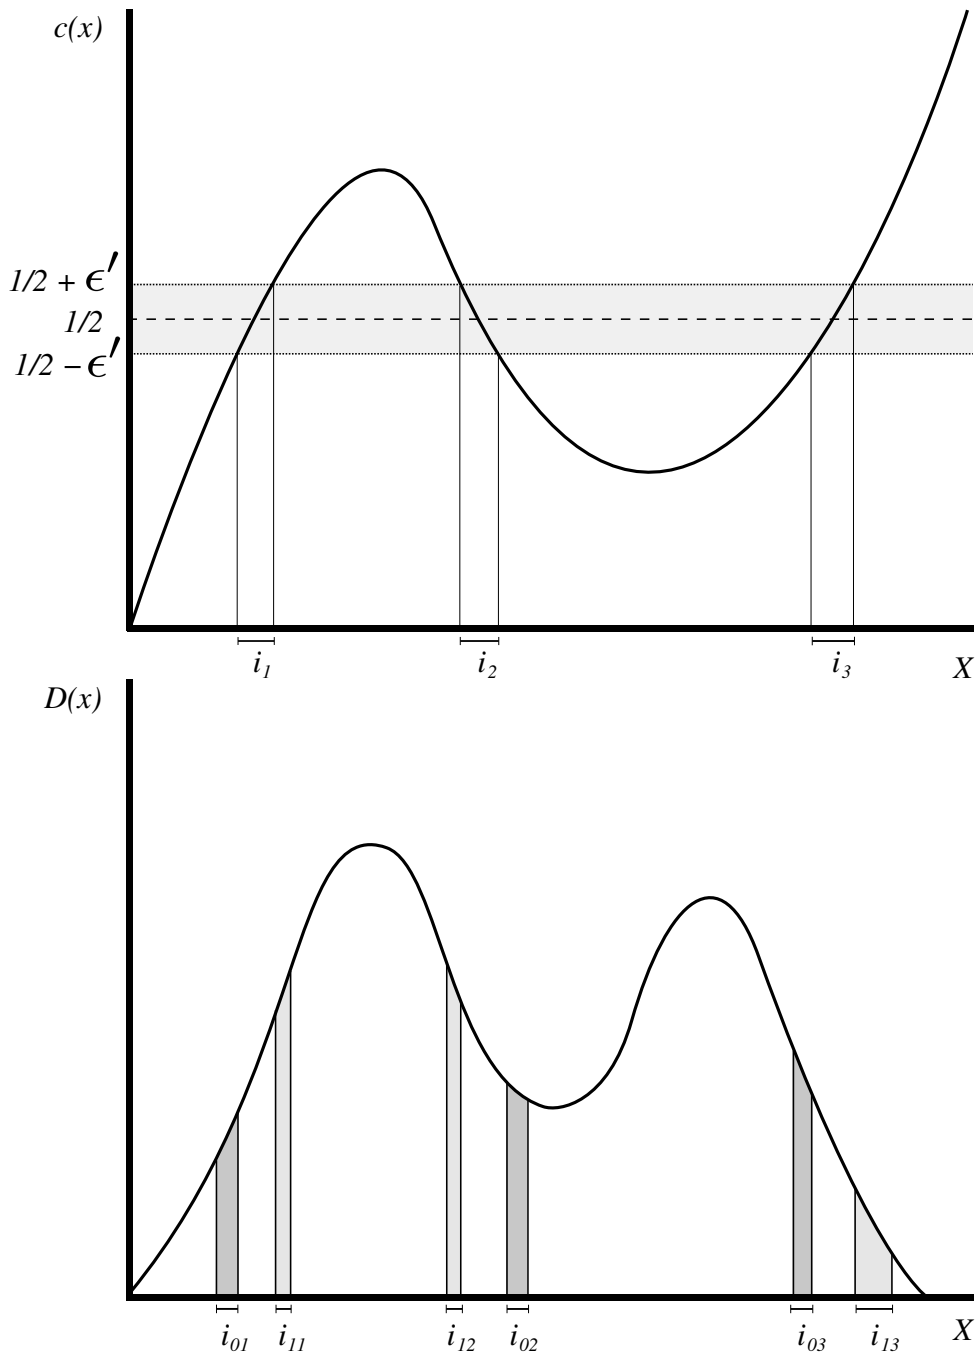 c(x)
1/2 + ϵ′
1/2
1/2 − ϵ′
i₁ i₂ i₃ X
D(x)
i₀₁ i₁₁ i₁₂ i₀₂ i₀₃ i₁₃ X